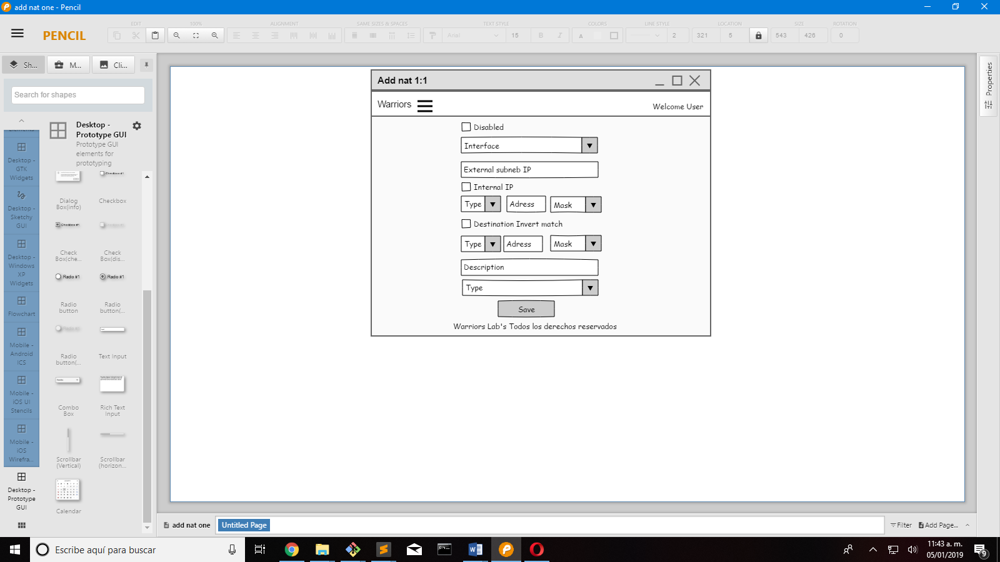 add nat one - Pencil
PENCIL
EDIT
100%
ALIGNMENT
SAME SIZES & SPACES
TEXT STYLE
COLORS
LINE STYLE
LOCATION
SIZE
ROTATION
Arial
15
B
I
A
2
321
5
543
426
0
Sh...
M...
Cli...
Search for shapes
Desktop -
GTK
Widgets
Desktop -
Sketchy
GUI
Desktop -
Windows
XP
Widgets
Flowchart
Mobile -
Android
ICS
Mobile -
iOS UI
Stencils
Mobile -
iOS
Wirefra...
Desktop -
Prototype
GUI
Desktop -
Prototype GUI
Prototype GUI
elements for
prototyping
Checkbox #1
Dialog
Box(info)
Checkbox
Checkbox #1
Check
Box(che...
Check
Box(dis...
Radio #1
Radio #1
Radio
button
Radio
button(...
Radio #1
Radio
button(...
Text Input
Combo
Box
Rich Text
Input
Scrollbar
(Vertical)
Scrollbar
(horizon...
Calendar
Add nat 1:1
Warriors
Welcome User
Disabled
Interface
External subneb IP
Internal IP
Type
Adress
Mask
Destination Invert match
Type
Adress
Mask
Description
Type
Save
Warriors Lab's Todos los derechos reservados
Properties
add nat one
Untitled Page
Filter
Add Page...
Escribe aquí para buscar
11:43 a. m.
05/01/2019
9